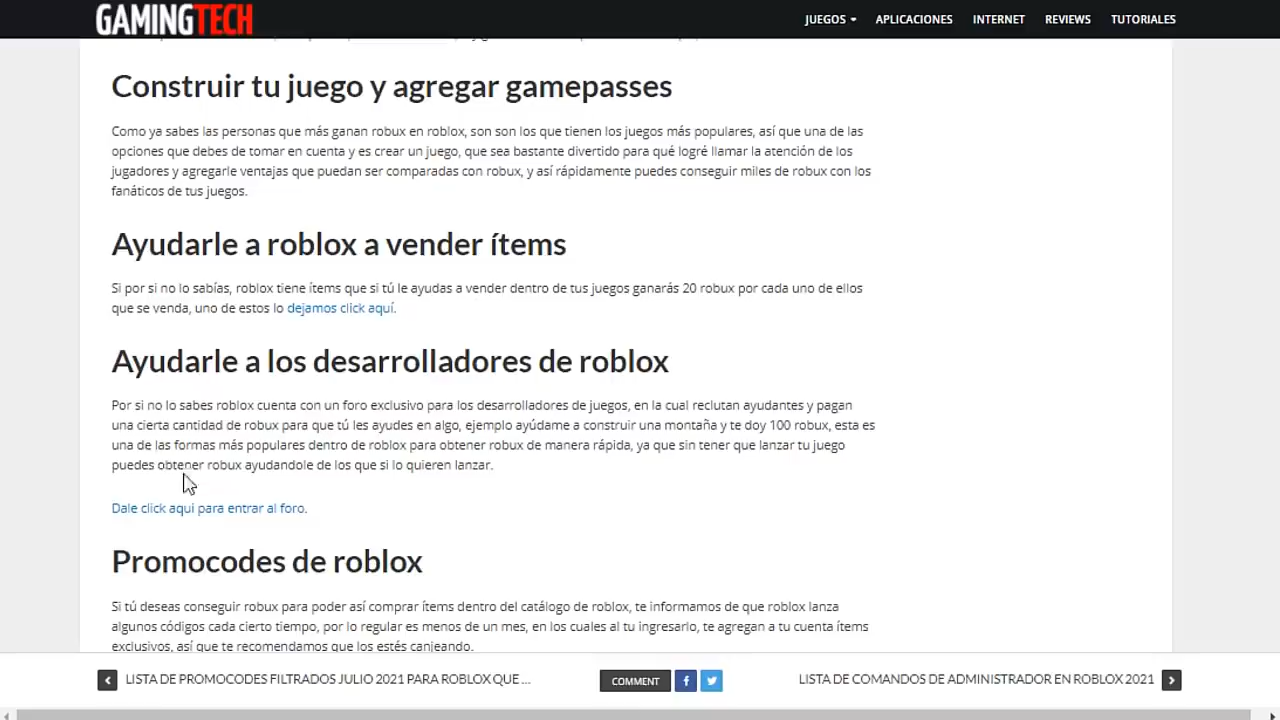 GAMINGTECH
JUEGOS
APLICACIONES
INTERNET
REVIEWS
TUTORIALES
Construir tu juego y agregar gamepasses
Como ya sabes las personas que más ganan robux en roblox, son son los que tienen los juegos más populares, así que una de las
opciones que debes de tomar en cuenta y es crear un juego, que sea bastante divertido para qué logré llamar la atención de los
jugadores y agregarle ventajas que puedan ser comparadas con robux, y así rápidamente puedes conseguir miles de robux con los
fanáticos de tus juegos.
Ayudarle a roblox a vender ítems
Si por si no lo sabías, roblox tiene ítems que si tú le ayudas a vender dentro de tus juegos ganarás 20 robux por cada uno de ellos
que se venda, uno de estos lo dejamos click aquí.
Ayudarle a los desarrolladores de roblox
Por si no lo sabes roblox cuenta con un foro exclusivo para los desarrolladores de juegos, en la cual reclutan ayudantes y pagan
una cierta cantidad de robux para que tú les ayudes en algo, ejemplo ayúdame a construir una montaña y te doy 100 robux, esta es
una de las formas más populares dentro de roblox para obtener robux de manera rápida, ya que sin tener que lanzar tu juego
puedes obtener robux ayudandole de los que si lo quieren lanzar.
Dale click aqui para entrar al foro.
Promocodes de roblox
Si tú deseas conseguir robux para poder así comprar ítems dentro del catálogo de roblox, te informamos de que roblox lanza
algunos códigos cada cierto tiempo, por lo regular es menos de un mes, en los cuales al tu ingresarlo, te agregan a tu cuenta ítems
exclusivos, así que te recomendamos que los estés canjeando.
LISTA DE PROMOCODES FILTRADOS JULIO 2021 PARA ROBLOX QUE ...
COMMENT
LISTA DE COMANDOS DE ADMINISTRADOR EN ROBLOX 2021